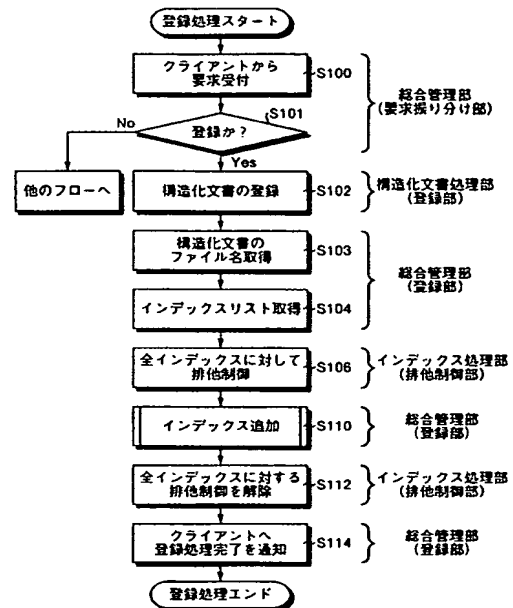 登録処理スタート
クライアントから
要求受付
S100
総合管理部
(要求振り分け部)
S101
登録か?
No
Yes
他のフローへ
構造化文書の登録
S102
構造化文書処理部
(登録部)
構造化文書の
ファイル名取得
S103
総合管理部
(登録部)
インデックスリスト取得
S104
全インデックスに対して
排他制御
S106
インデックス処理部
(排他制御部)
インデックス追加
S110
総合管理部
(登録部)
全インデックスに対する
排他制御を解除
S112
インデックス処理部
(排他制御部)
クライアントへ
登録処理完了を通知
S114
総合管理部
(登録部)
登録処理エンド